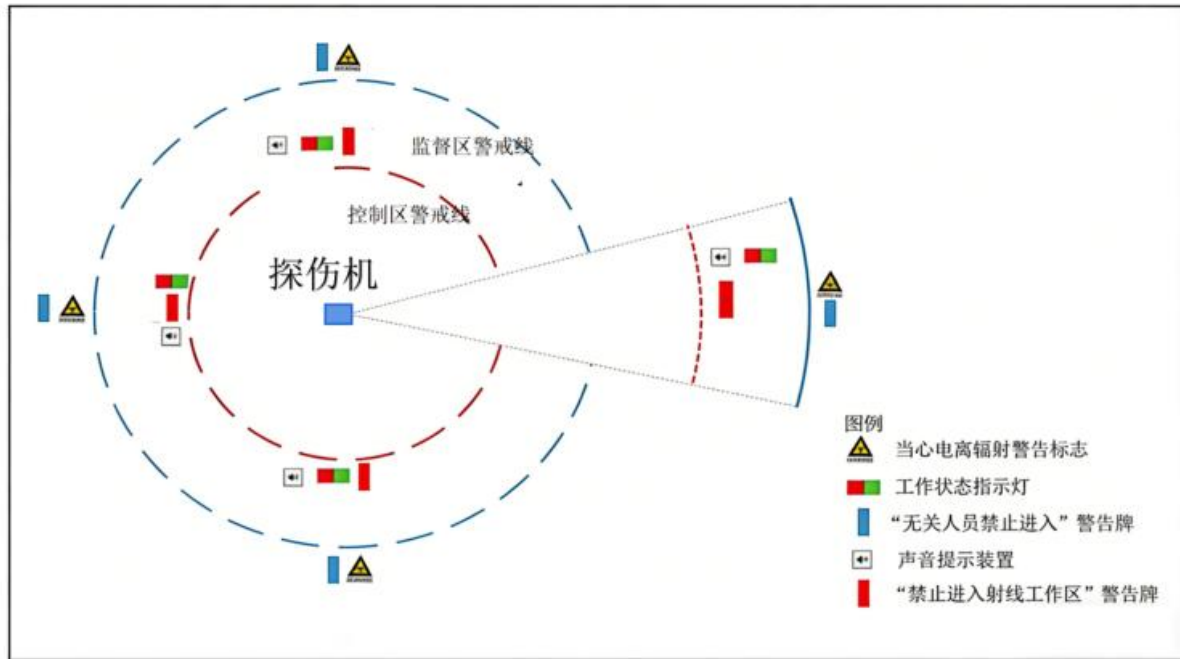 监督区警戒线
控制区警戒线
探伤机
图例
当心电离辐射警告标志
工作状态指示灯
“无关人员禁止进入”警告牌
声音提示装置
“禁止进入射线工作区”警告牌